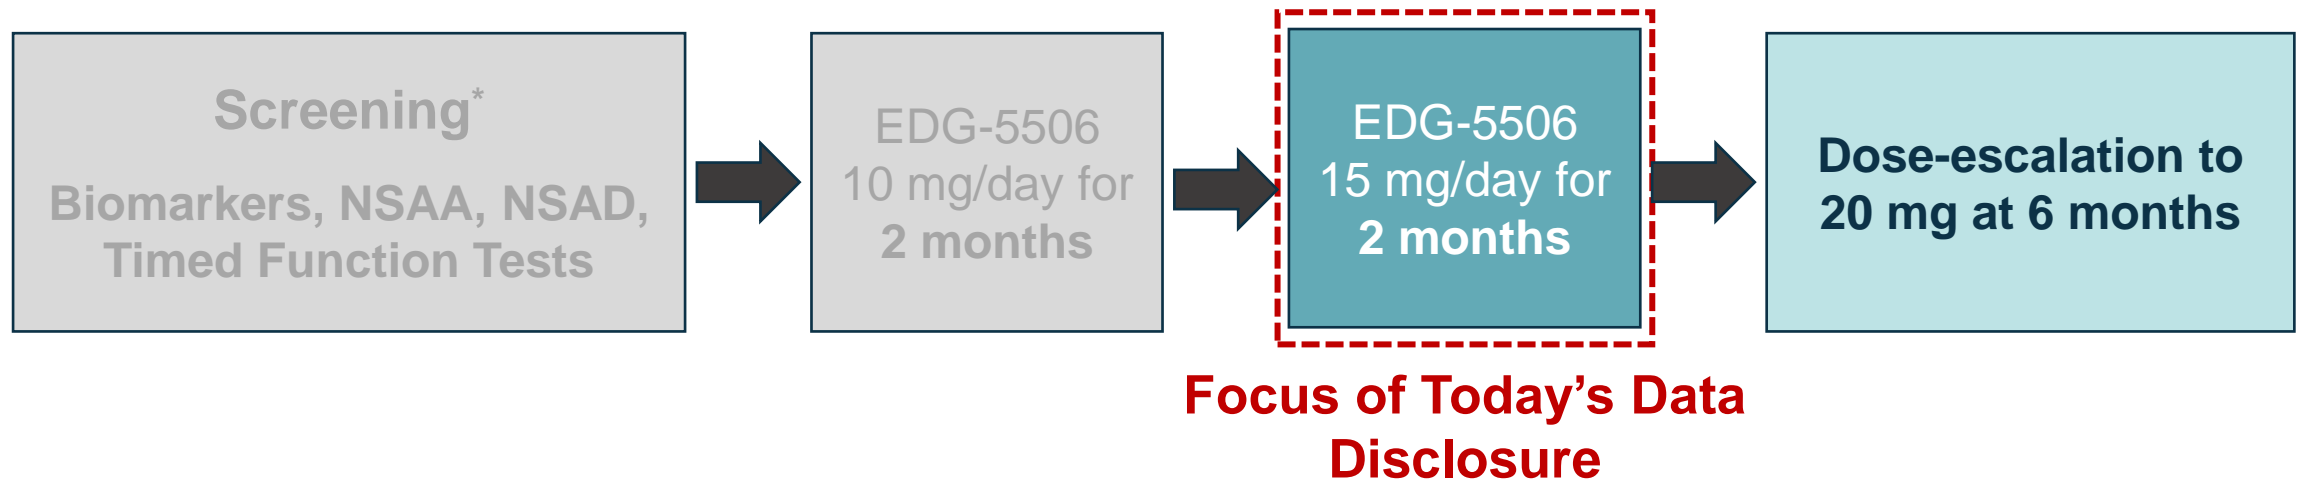 Screening*
Biomarkers, NSAA, NSAD,
Timed Function Tests
EDG-5506
10 mg/day for
2 months
EDG-5506
15 mg/day for
2 months
Dose-escalation to
20 mg at 6 months
Focus of Today’s Data
Disclosure